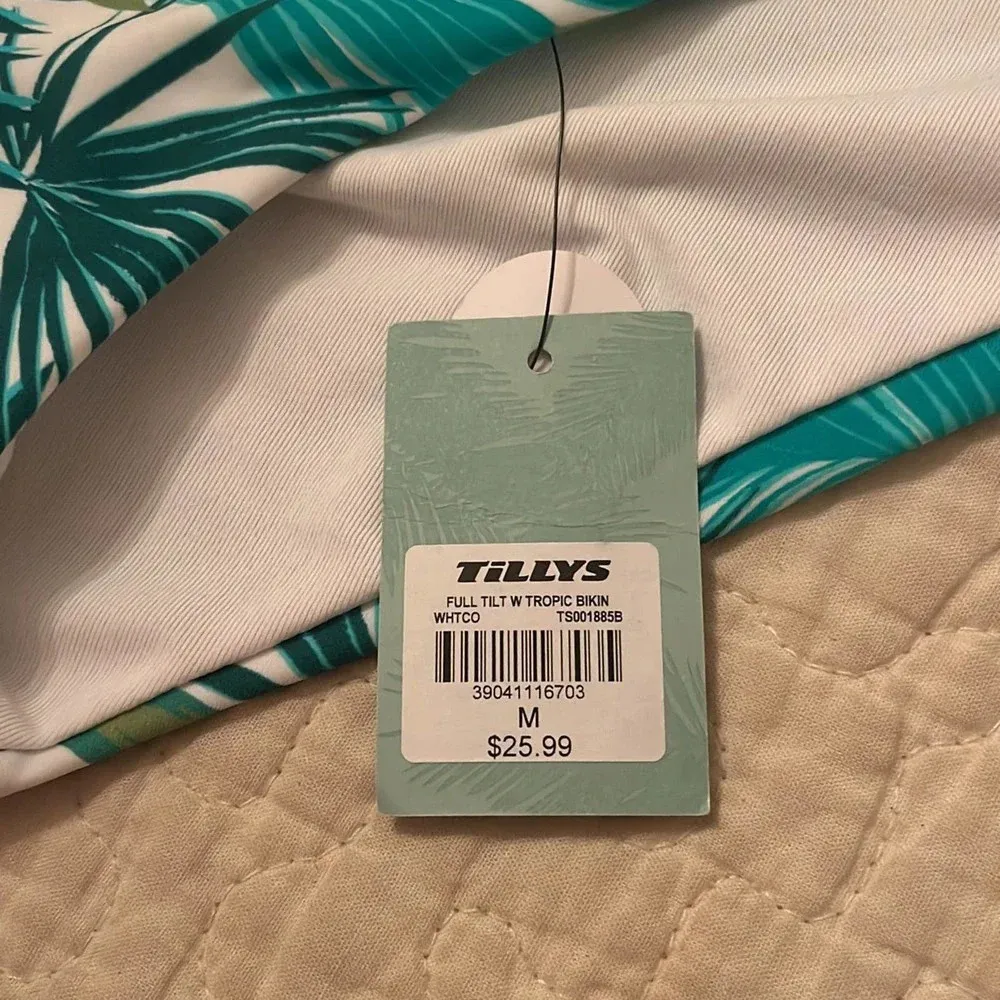 TiLLYS
FULL TILT W TROPIC BIKIN
WHTCO TS001885B
39041116703
M
$25.99